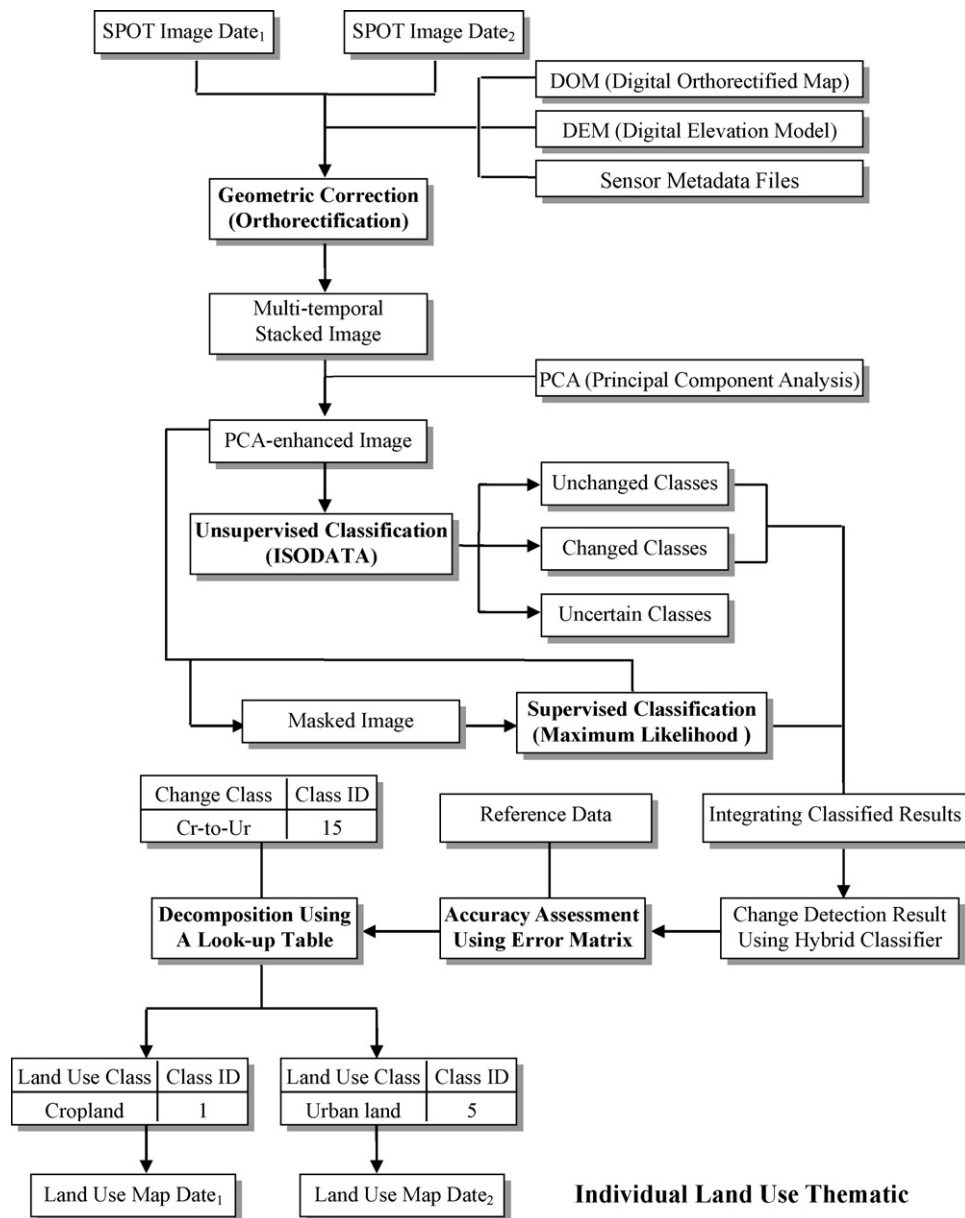 SPOT Image Date₁
SPOT Image Date₂
DOM (Digital Orthorectified Map)
DEM (Digital Elevation Model)
Sensor Metadata Files
Geometric Correction
(Orthorectification)
Multi-temporal
Stacked Image
PCA (Principal Component Analysis)
PCA-enhanced Image
Unchanged Classes
Unsupervised Classification
(ISODATA)
Changed Classes
Uncertain Classes
Masked Image
Supervised Classification
(Maximum Likelihood )
Change Class Class ID
Cr-to-Ur 15
Reference Data
Integrating Classified Results
Decomposition Using
A Look-up Table
Accuracy Assessment
Using Error Matrix
Change Detection Result
Using Hybrid Classifier
Land Use Class Class ID
Cropland 1
Land Use Class Class ID
Urban land 5
Land Use Map Date₁
Land Use Map Date₂
Individual Land Use Thematic